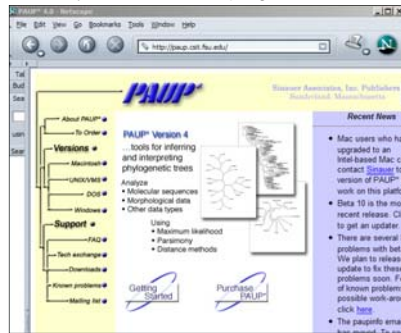 PAUP* 4.0 - Netscape
File Edit View Go Bookmarks Tools Window Help
http://paup.csit.fsu.edu/
PAUP*
Sinauer Associates, Inc. Publishers
Sunderland, Massachusetts
About PAUP*
To Order
Versions
Macintosh
UNIX/VMS
DOS
Windows
Support
FAQ
Tech exchange
Downloads
Known problems
Mailing list
PAUP* Version 4
...tools for inferring
and interpreting
phylogenetic trees
Analyze
• Molecular sequences
• Morphological data
• Other data types
Using
• Maximum likelihood
• Parsimony
• Distance methods
Getting
Started
Purchase
PAUP*
Recent News
• Mac users who ha
upgraded to an
Intel-based Mac c
contact Sinauer to
version of PAUP*
work on this platfo
• Beta 10 is the mo
recent release. Cl
to get an updater.
• There are several
problems with bet
We plan to releas
update to fix thes
problems soon. F
of known problems
possible work-aro
click here.
• The paupinfo ema